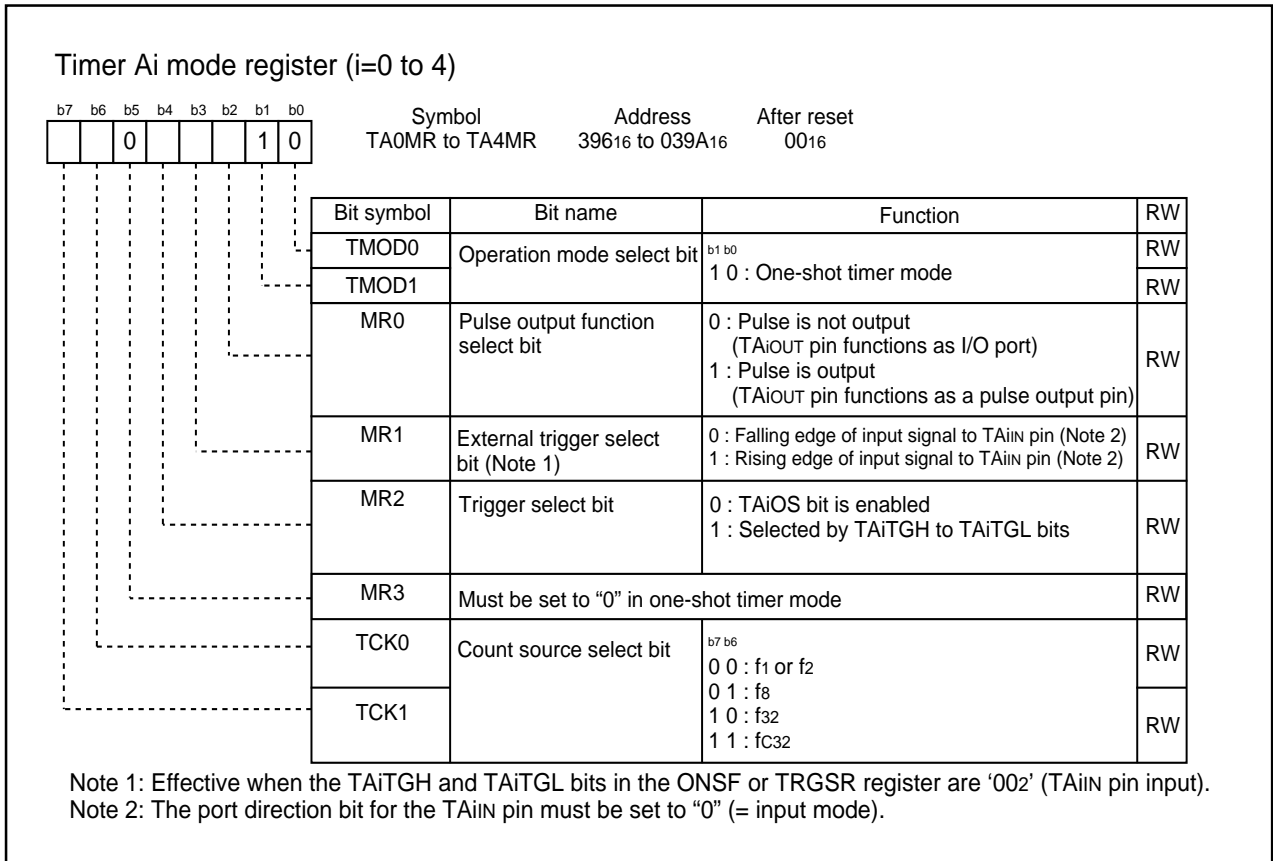 Timer Ai mode register (i=0 to 4)
b7 b6 b5 b4 b3 b2 b1 b0
0 1 0
Symbol Address After reset
TA0MR to TA4MR 39616 to 039A16 0016
Bit symbol Bit name Function RW
TMOD0 Operation mode select bit b1 b0 RW
1 0 : One-shot timer mode
TMOD1 RW
MR0 Pulse output function select bit 0 : Pulse is not output
(TAiOUT pin functions as I/O port)
1 : Pulse is output
(TAiOUT pin functions as a pulse output pin) RW
MR1 External trigger select bit (Note 1) 0 : Falling edge of input signal to TAiIN pin (Note 2)
1 : Rising edge of input signal to TAiIN pin (Note 2) RW
MR2 Trigger select bit 0 : TAiOS bit is enabled
1 : Selected by TAiTGH to TAiTGL bits RW
MR3 Must be set to “0” in one-shot timer mode RW
TCK0 Count source select bit b7 b6 RW
0 0 : f1 or f2
0 1 : f8
TCK1 1 0 : f32 RW
1 1 : fC32
Note 1: Effective when the TAiTGH and TAiTGL bits in the ONSF or TRGSR register are ‘002’ (TAiIN pin input).
Note 2: The port direction bit for the TAiIN pin must be set to “0” (= input mode).